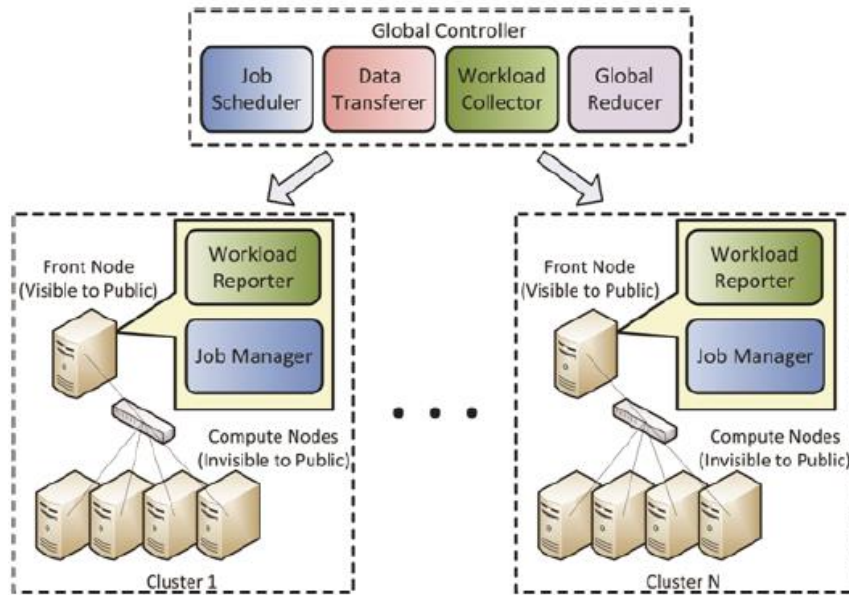 Global Controller
Job
Scheduler
Data
Transferer
Workload
Collector
Global
Reducer
Front Node
(Visible to Public)
Workload
Reporter
Job Manager
Compute Nodes
(Invisible to Public)
Cluster 1
. . .
Front Node
(Visible to Public)
Workload
Reporter
Job Manager
Compute Nodes
(Invisible to Public)
Cluster N